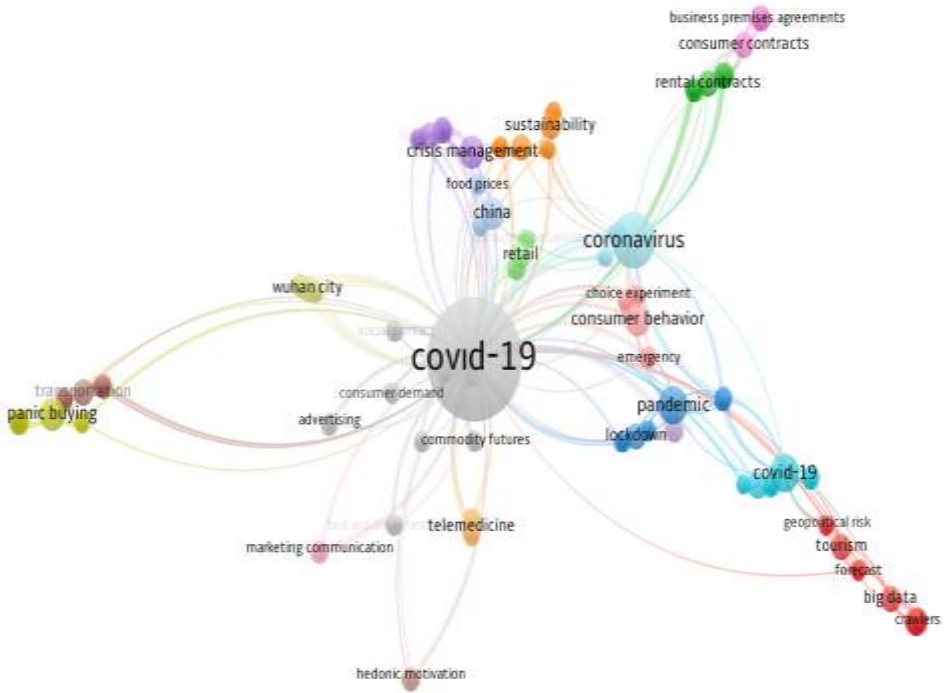 business premises agreements
consumer contracts
rental contracts
sustainability
crisis management
food prices
china
coronavirus
retail
wuhan city
choice experiment
consumer behavior
covid-19
emergency
transportation
consumer demand
pandemic
panic buying
advertising
lockdown
commodity futures
covid-19
geopolitical risk
telemedicine
tourism
marketing communication
forecast
big data
crawlers
hedonic motivation